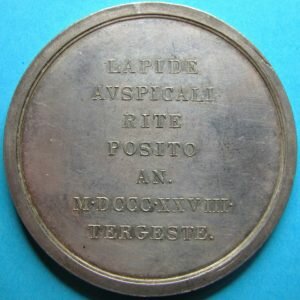 LAPIDE
AVSPICALI
RITE
POSITO
AN.
M·DCCC·XXVIII·
TERGESTE.